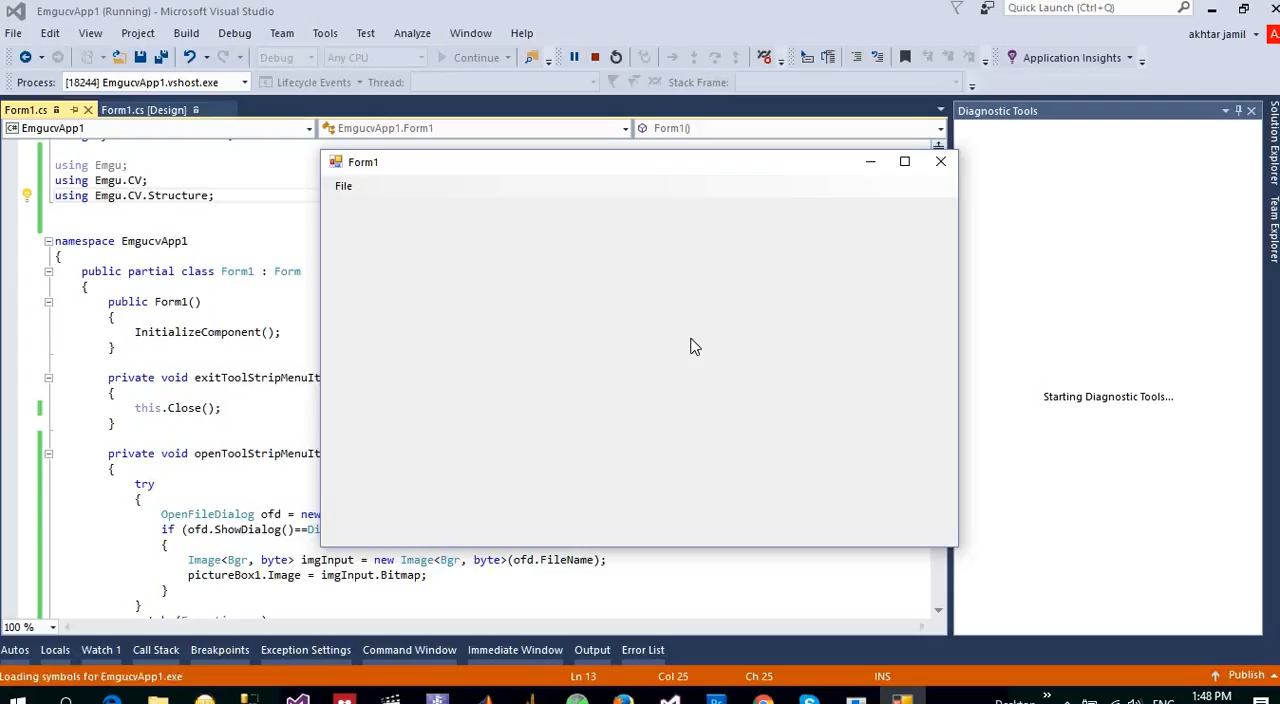 EmgucvApp1 (Running) - Microsoft Visual Studio
Quick Launch (Ctrl+Q)
File Edit View Project Build Debug Team Tools Test Analyze Window Help
akhtar jamil
Debug Any CPU Continue Application Insights
Process: [18244] EmgucvApp1.vshost.exe Lifecycle Events Thread: Stack Frame:
Form1.cs Form1.cs [Design]
Diagnostic Tools
EmgucvApp1 EmgucvApp1.Form1 Form1()
Solution Explorer
Team Explorer
using Emgu;
using Emgu.CV;
using Emgu.CV.Structure;
Form1
File
namespace EmgucvApp1
{
public partial class Form1 : Form
{
public Form1()
{
InitializeComponent();
}
private void exitToolStripMenuIt
{
this.Close();
}
private void openToolStripMenuIt
{
try
{
OpenFileDialog ofd = new
if (ofd.ShowDialog()==Di
{
Image<Bgr, byte> imgInput = new Image<Bgr, byte>(ofd.FileName);
pictureBox1.Image = imgInput.Bitmap;
}
}
Starting Diagnostic Tools...
100 %
Autos Locals Watch 1 Call Stack Breakpoints Exception Settings Command Window Immediate Window Output Error List
Loading symbols for EmgucvApp1.exe Ln 13 Col 25 Ch 25 INS Publish
1:48 PM